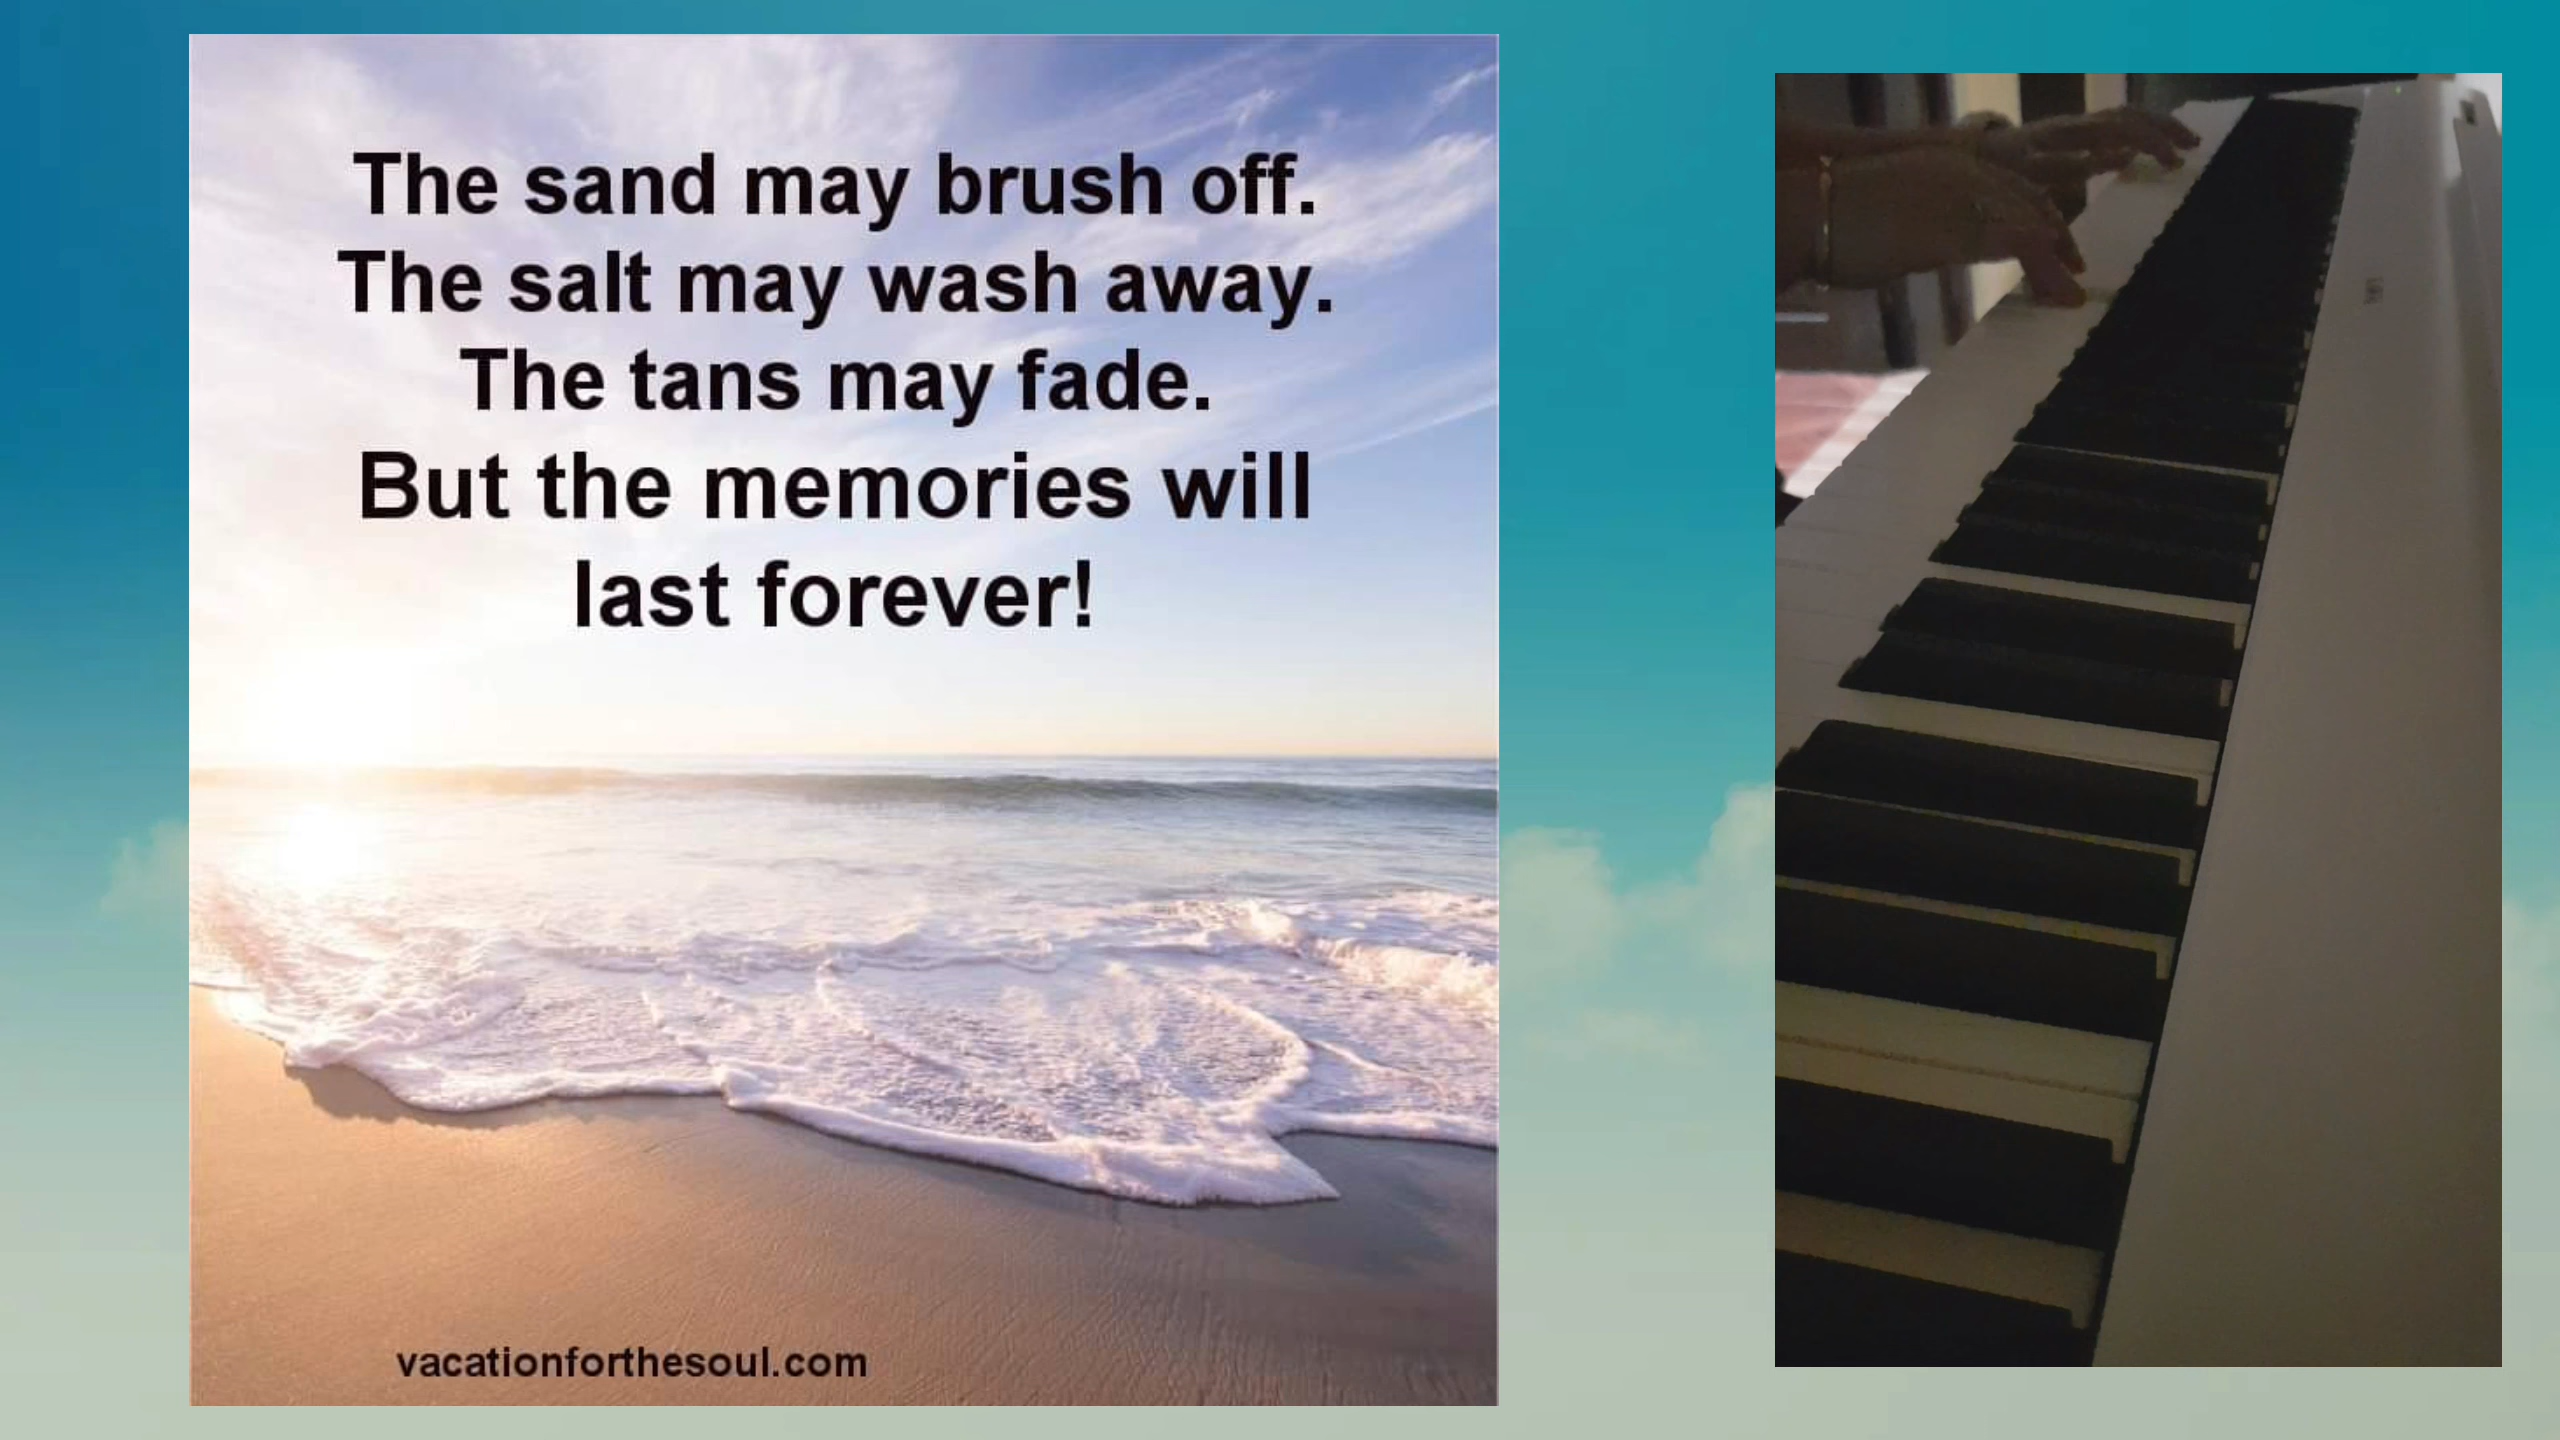 The sand may brush off.
The salt may wash away.
The tans may fade.
But the memories will
last forever!
vacationforthesoul.com